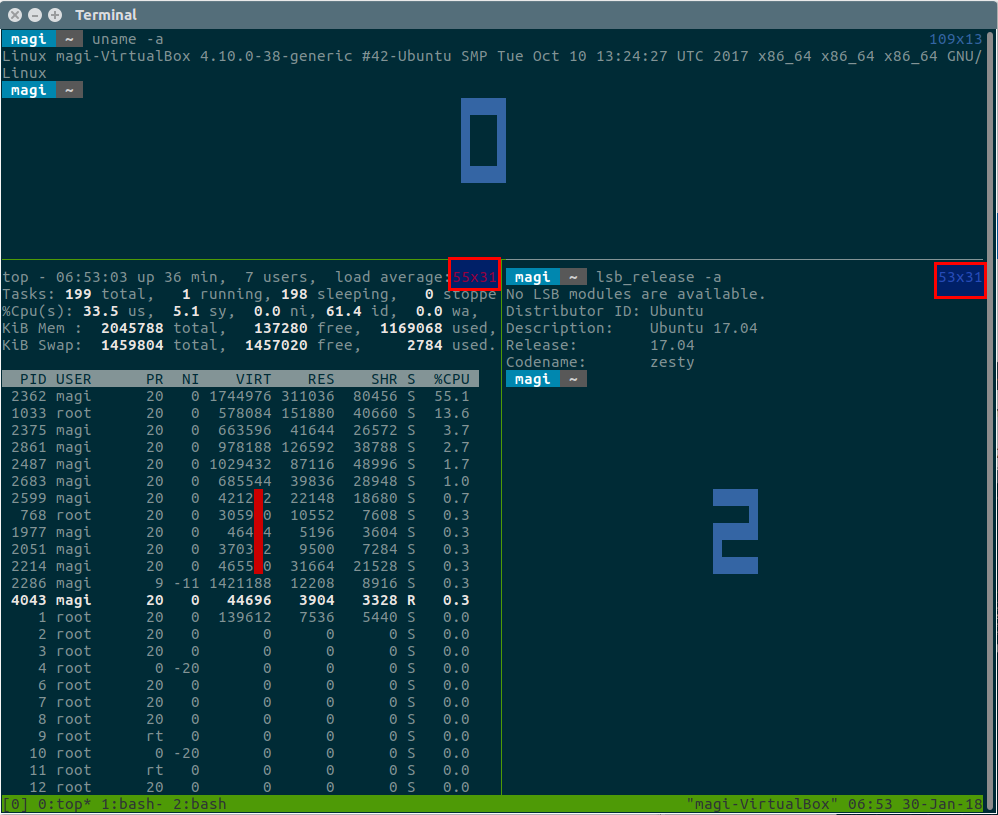 Terminal
magi ~ uname -a 109x13
Linux magi-VirtualBox 4.10.0-38-generic #42-Ubuntu SMP Tue Oct 10 13:24:27 UTC 2017 x86_64 x86_64 x86_64 GNU/
Linux
magi ~
0
top - 06:53:03 up 36 min, 7 users, load average: 55x31
Tasks: 199 total, 1 running, 198 sleeping, 0 stoppe
%Cpu(s): 33.5 us, 5.1 sy, 0.0 ni, 61.4 id, 0.0 wa,
KiB Mem : 2045788 total, 137280 free, 1169068 used,
KiB Swap: 1459804 total, 1457020 free, 2784 used.
PID USER PR NI VIRT RES SHR S %CPU
2362 magi 20 0 1744976 311036 80456 S 55.1
1033 root 20 0 578084 151880 40660 S 13.6
2375 magi 20 0 663596 41644 26572 S 3.7
2861 magi 20 0 978188 126592 38788 S 2.7
2487 magi 20 0 1029432 87116 48996 S 1.7
2683 magi 20 0 685544 39836 28948 S 1.0
2599 magi 20 0 4212 2 22148 18680 S 0.7
768 root 20 0 3059 0 10552 7608 S 0.3
1977 magi 20 0 464 4 5196 3604 S 0.3
2051 magi 20 0 3703 2 9500 7284 S 0.3
2214 magi 20 0 4655 0 31664 21528 S 0.3
2286 magi 9 -11 1421188 12208 8916 S 0.3
4043 magi 20 0 44696 3904 3328 R 0.3
1 root 20 0 139612 7536 5440 S 0.0
2 root 20 0 0 0 0 S 0.0
3 root 20 0 0 0 0 S 0.0
4 root 0 -20 0 0 0 S 0.0
6 root 20 0 0 0 0 S 0.0
7 root 20 0 0 0 0 S 0.0
8 root 20 0 0 0 0 S 0.0
9 root rt 0 0 0 0 S 0.0
10 root 0 -20 0 0 0 S 0.0
11 root rt 0 0 0 0 S 0.0
12 root 20 0 0 0 0 S 0.0
1
magi ~ lsb_release -a 53x31
No LSB modules are available.
Distributor ID: Ubuntu
Description: Ubuntu 17.04
Release: 17.04
Codename: zesty
magi ~
2
[0] 0:top* 1:bash- 2:bash "magi-VirtualBox" 06:53 30-Jan-18